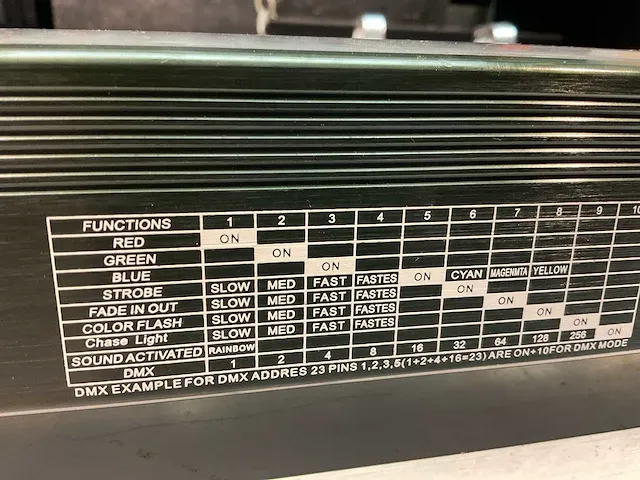 FUNCTIONS 1 2 3 4 5 6 7 8 9 10
RED ON
GREEN ON
BLUE ON
STROBE SLOW MED FAST FASTES ON CYAN MAGENMTA YELLOW
FADE IN OUT SLOW MED FAST FASTES ON
COLOR FLASH SLOW MED FAST FASTES ON
Chase Light SLOW MED FAST FASTES ON
SOUND ACTIVATED RAINBOW ON
DMX 1 2 4 8 16 32 64 128 256 ON
DMX EXAMPLE FOR DMX ADDRES 23 PINS 1,2,3,5(1+2+4+16=23) ARE ON+10FOR DMX MODE